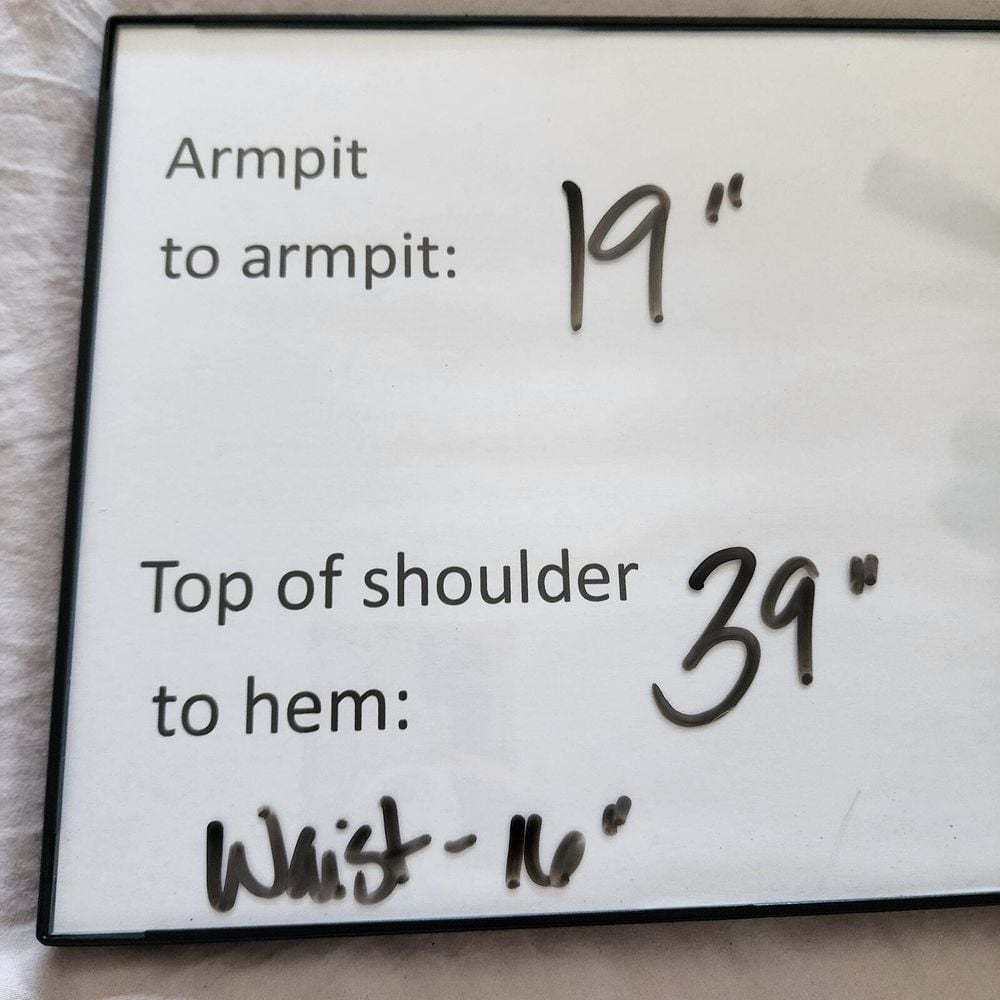 Armpit
to armpit: 19"
Top of shoulder 39"
to hem:
Waist - 16"